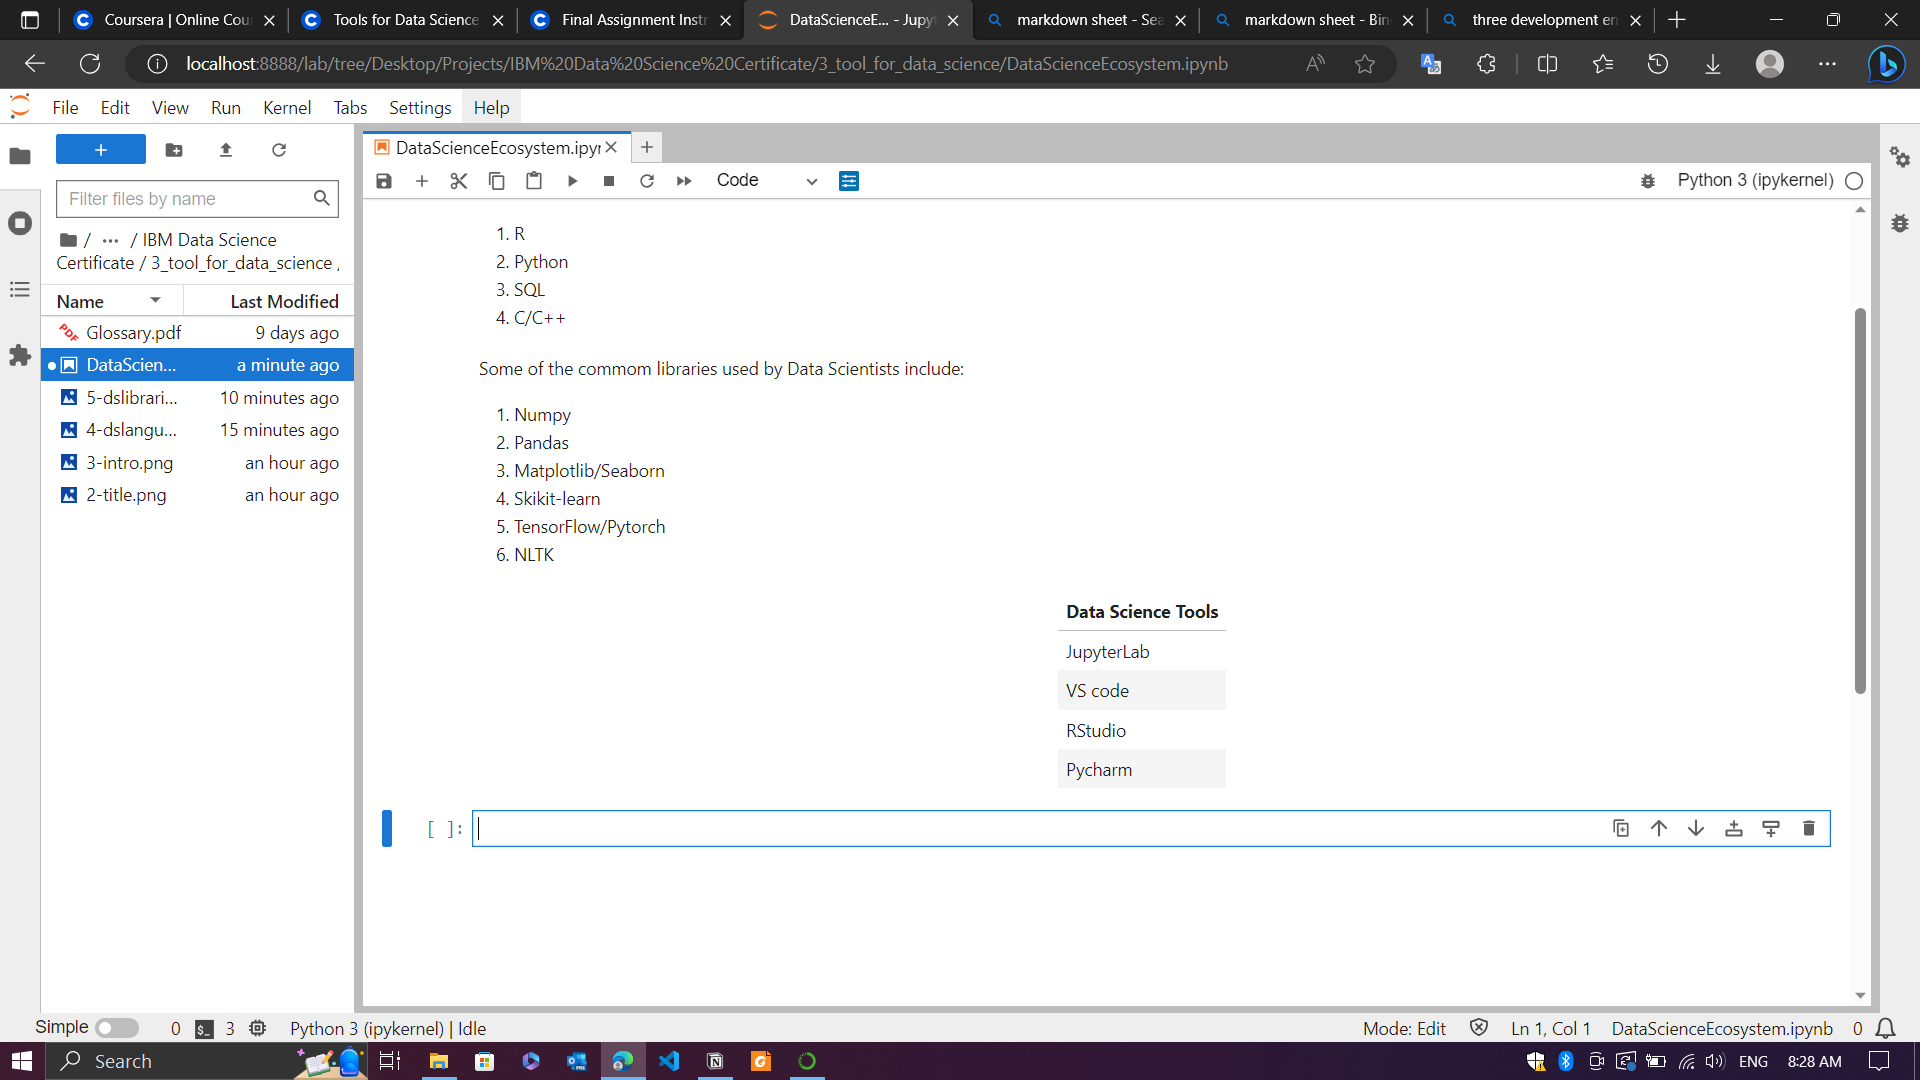 Coursera | Online Cou
Tools for Data Science
Final Assignment Instr
DataScienceE... - Jupyt
markdown sheet - Sea
markdown sheet - Bin
three development en
localhost:8888/lab/tree/Desktop/Projects/IBM%20Data%20Science%20Certificate/3_tool_for_data_science/DataScienceEcosystem.ipynb
File Edit View Run Kernel Tabs Settings Help
DataScienceEcosystem.ipyn
Filter files by name
Code
Python 3 (ipykernel)
/ ... / IBM Data Science
Certificate / 3_tool_for_data_science /
Name Last Modified
Glossary.pdf 9 days ago
DataScien... a minute ago
5-dslibrari... 10 minutes ago
4-dslangu... 15 minutes ago
3-intro.png an hour ago
2-title.png an hour ago
1. R
2. Python
3. SQL
4. C/C++
Some of the commom libraries used by Data Scientists include:
1. Numpy
2. Pandas
3. Matplotlib/Seaborn
4. Skikit-learn
5. TensorFlow/Pytorch
6. NLTK
Data Science Tools
JupyterLab
VS code
RStudio
Pycharm
[ ]:
Simple 0 3 Python 3 (ipykernel) | Idle Mode: Edit Ln 1, Col 1 DataScienceEcosystem.ipynb 0
Search ENG 8:28 AM